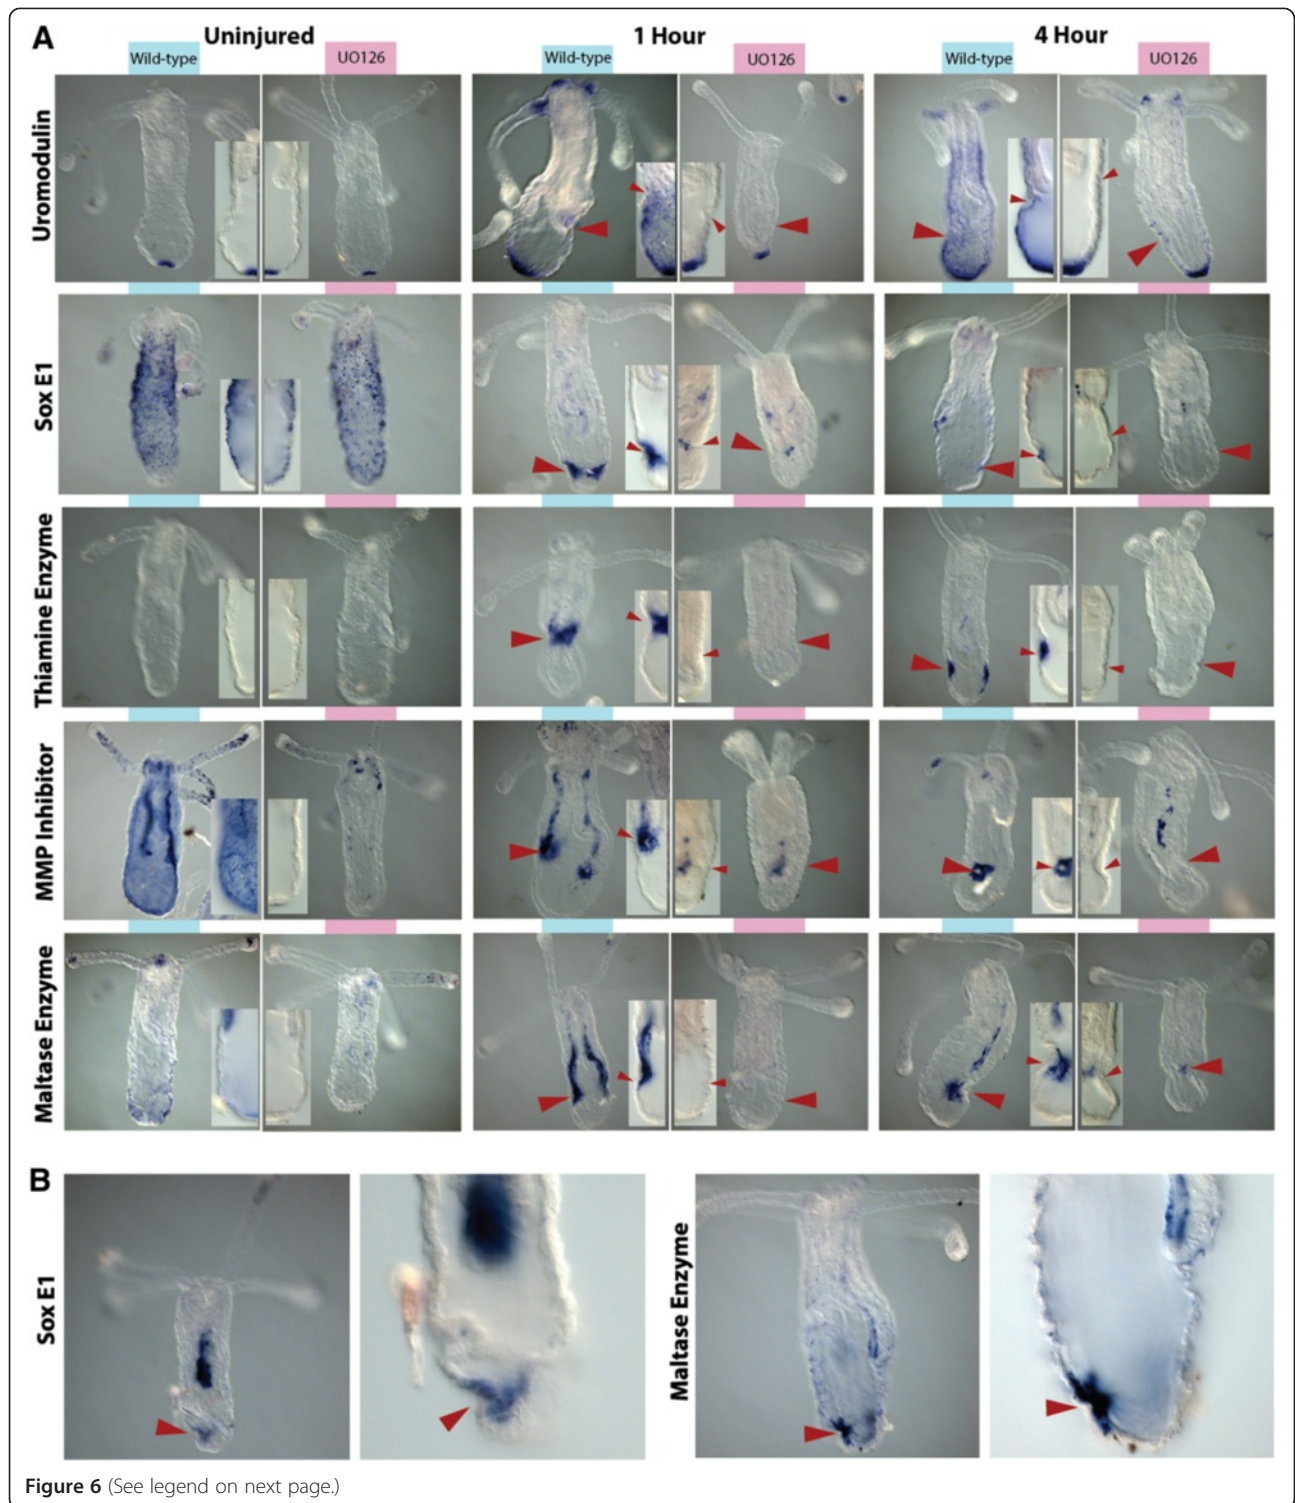 A
Uninjured 1 Hour 4 Hour
Wild-type UO126 Wild-type UO126 Wild-type UO126
Uromodulin
Sox E1
Thiamine Enzyme
MMP Inhibitor
Maltase Enzyme
B
Sox E1
Maltase Enzyme
Figure 6 (See legend on next page.)